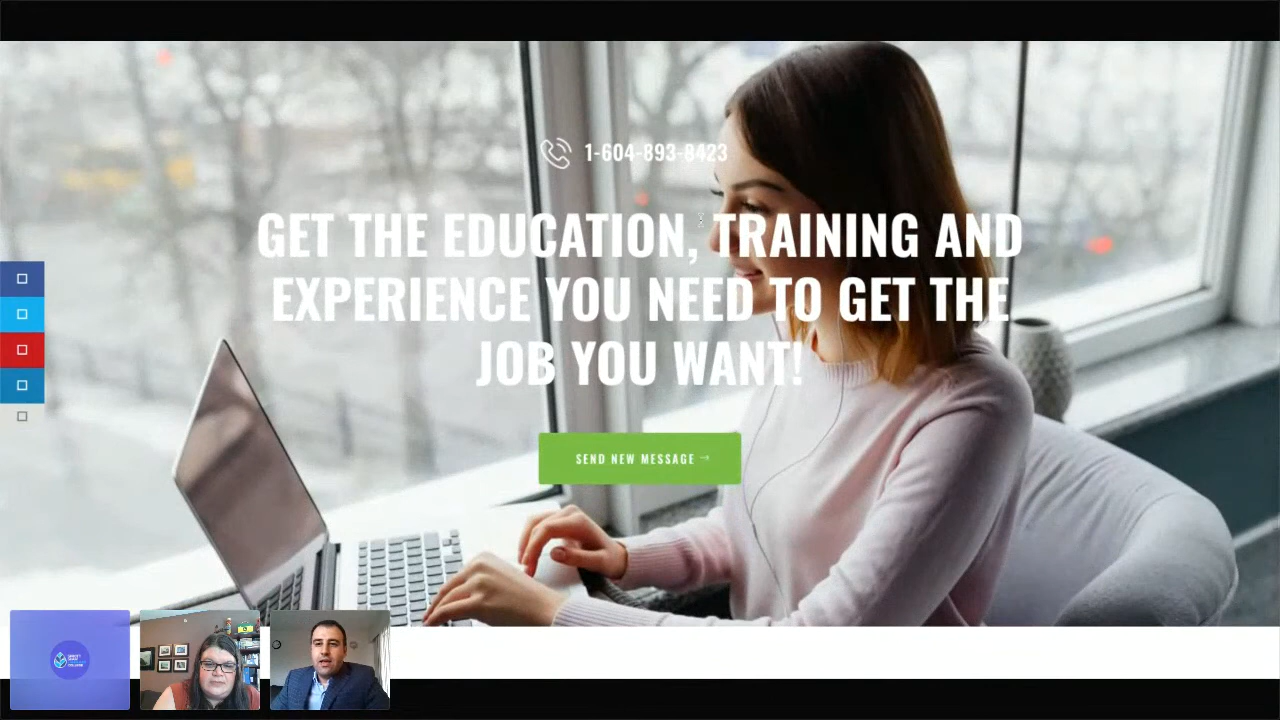 1-604-893-8423
GET THE EDUCATION, TRAINING AND
EXPERIENCE YOU NEED TO GET THE
JOB YOU WANT!
SEND NEW MESSAGE →
COLLEGE